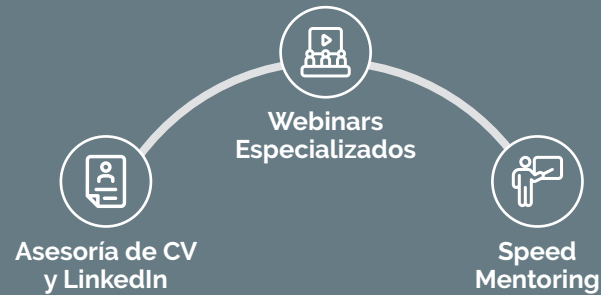 Webinars
Especializados
Asesoría de CV
y LinkedIn
Speed
Mentoring